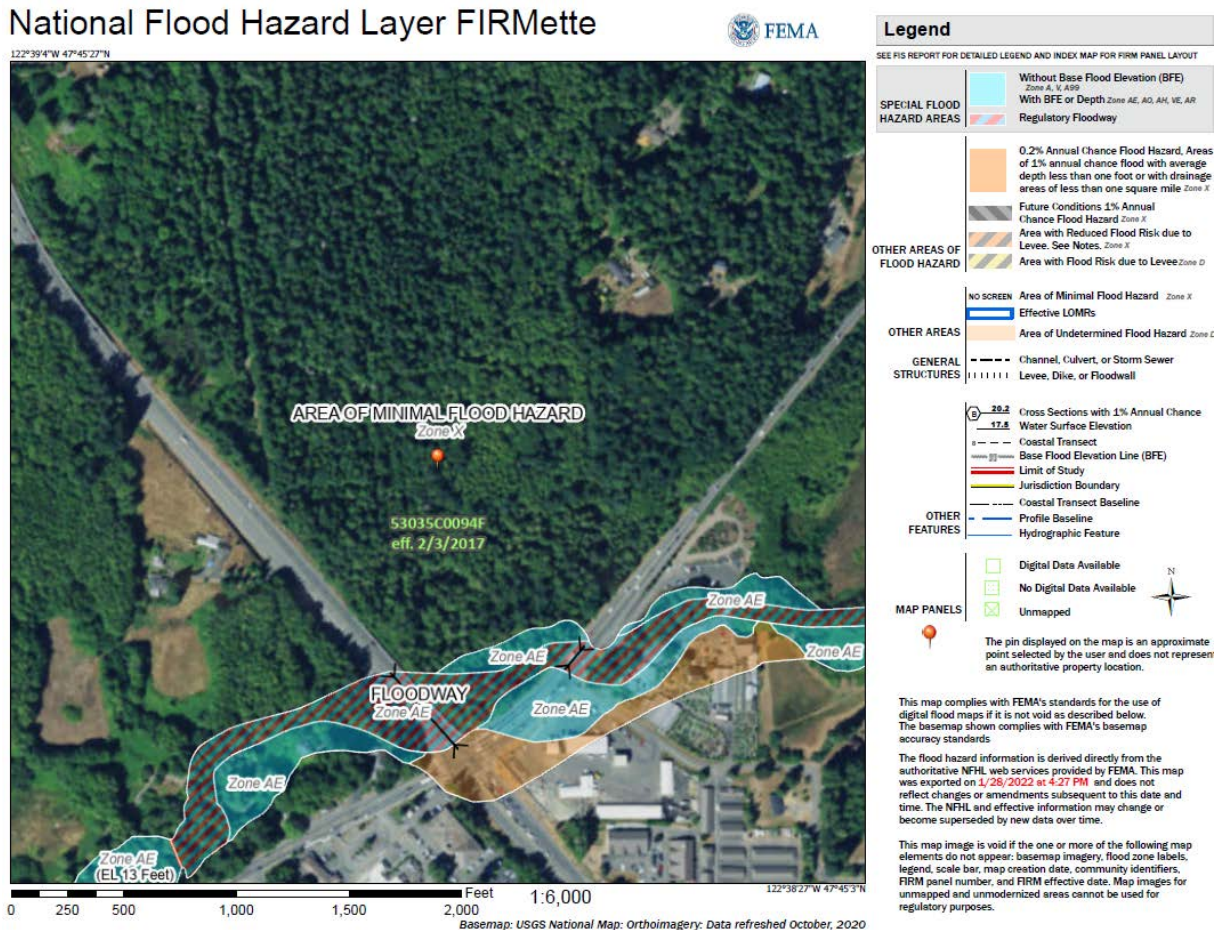 National Flood Hazard Layer FIRMette
FEMA
122°39'4"W 47°45'27"N
AREA OF MINIMAL FLOOD HAZARD
Zone X
53035C0094F
eff. 2/3/2017
Zone AE
Zone AE
Zone AE
FLOODWAY
Zone AE
Zone AE
Zone AE
Zone AE
(EL 13 Feet)
122°38'27"W 47°45'3"N
Feet
1:6,000
0
250
500
1,000
1,500
2,000
Basemap: USGS National Map: Orthoimagery: Data refreshed October, 2020
Legend
SEE FIS REPORT FOR DETAILED LEGEND AND INDEX MAP FOR FIRM PANEL LAYOUT
SPECIAL FLOOD
HAZARD AREAS
Without Base Flood Elevation (BFE)
Zone A, V, A99
With BFE or Depth Zone AE, AO, AH, VE, AR
Regulatory Floodway
OTHER AREAS OF
FLOOD HAZARD
0.2% Annual Chance Flood Hazard, Areas
of 1% annual chance flood with average
depth less than one foot or with drainage
areas of less than one square mile Zone X
Future Conditions 1% Annual
Chance Flood Hazard Zone X
Area with Reduced Flood Risk due to
Levee. See Notes. Zone X
Area with Flood Risk due to Levee Zone D
OTHER AREAS
NO SCREEN Area of Minimal Flood Hazard Zone X
Effective LOMRs
Area of Undetermined Flood Hazard Zone
GENERAL
STRUCTURES
Channel, Culvert, or Storm Sewer
Levee, Dike, or Floodwall
OTHER
FEATURES
B 20.2 Cross Sections with 1% Annual Chance
17.5 Water Surface Elevation
8 Coastal Transect
Base Flood Elevation Line (BFE)
Limit of Study
Jurisdiction Boundary
Coastal Transect Baseline
Profile Baseline
Hydrographic Feature
MAP PANELS
Digital Data Available
No Digital Data Available
Unmapped
N
The pin displayed on the map is an approximate
point selected by the user and does not represent
an authoritative property location.
This map complies with FEMA's standards for the use of
digital flood maps if it is not void as described below.
The basemap shown complies with FEMA's basemap
accuracy standards
The flood hazard information is derived directly from the
authoritative NFHL web services provided by FEMA. This map
was exported on 1/28/2022 at 4:27 PM and does not
reflect changes or amendments subsequent to this date and
time. The NFHL and effective information may change or
become superseded by new data over time.
This map image is void if the one or more of the following map
elements do not appear: basemap imagery, flood zone labels,
legend, scale bar, map creation date, community identifiers,
FIRM panel number, and FIRM effective date. Map images for
unmapped and unmodernized areas cannot be used for
regulatory purposes.